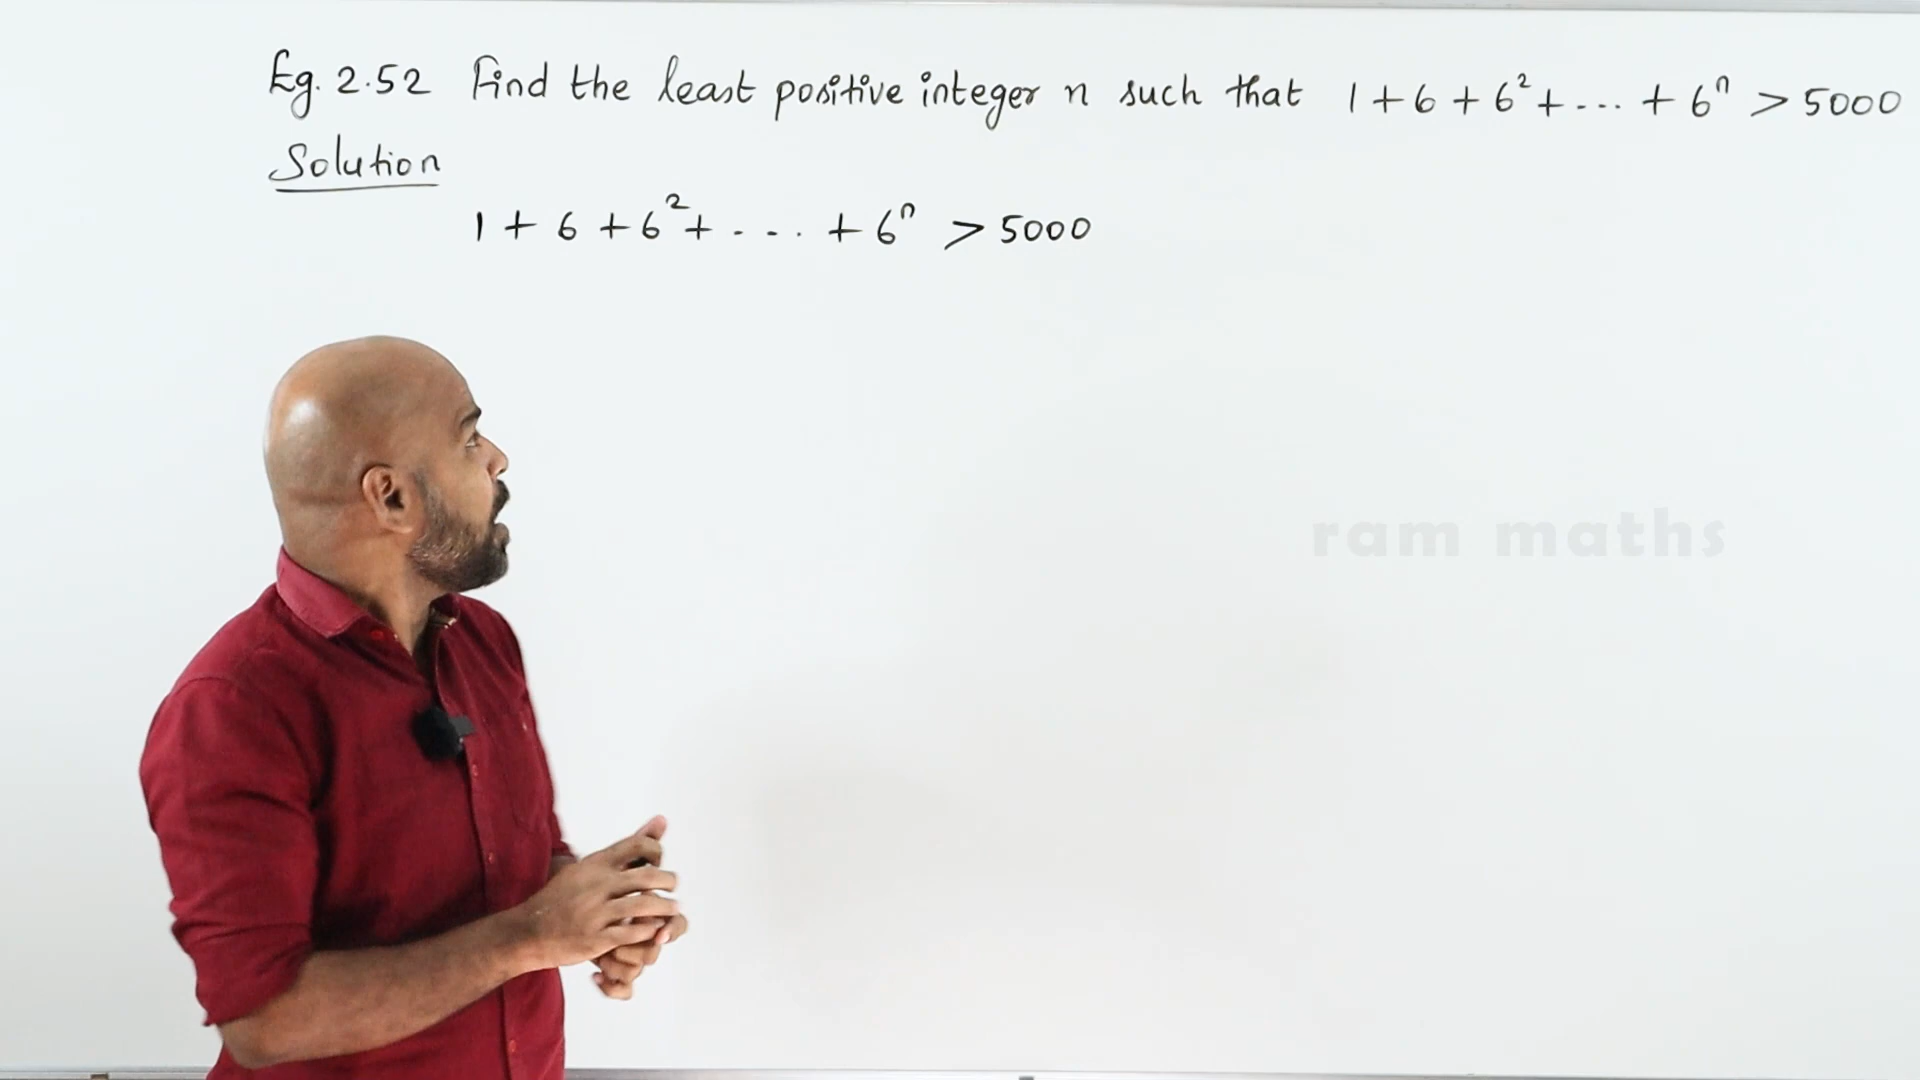 Eg. 2.52 Find the least positive integer n such that 1 + 6 + 6² + ... + 6ⁿ > 5000
Solution
1 + 6 + 6² + . . . . + 6ⁿ > 5000
ram maths